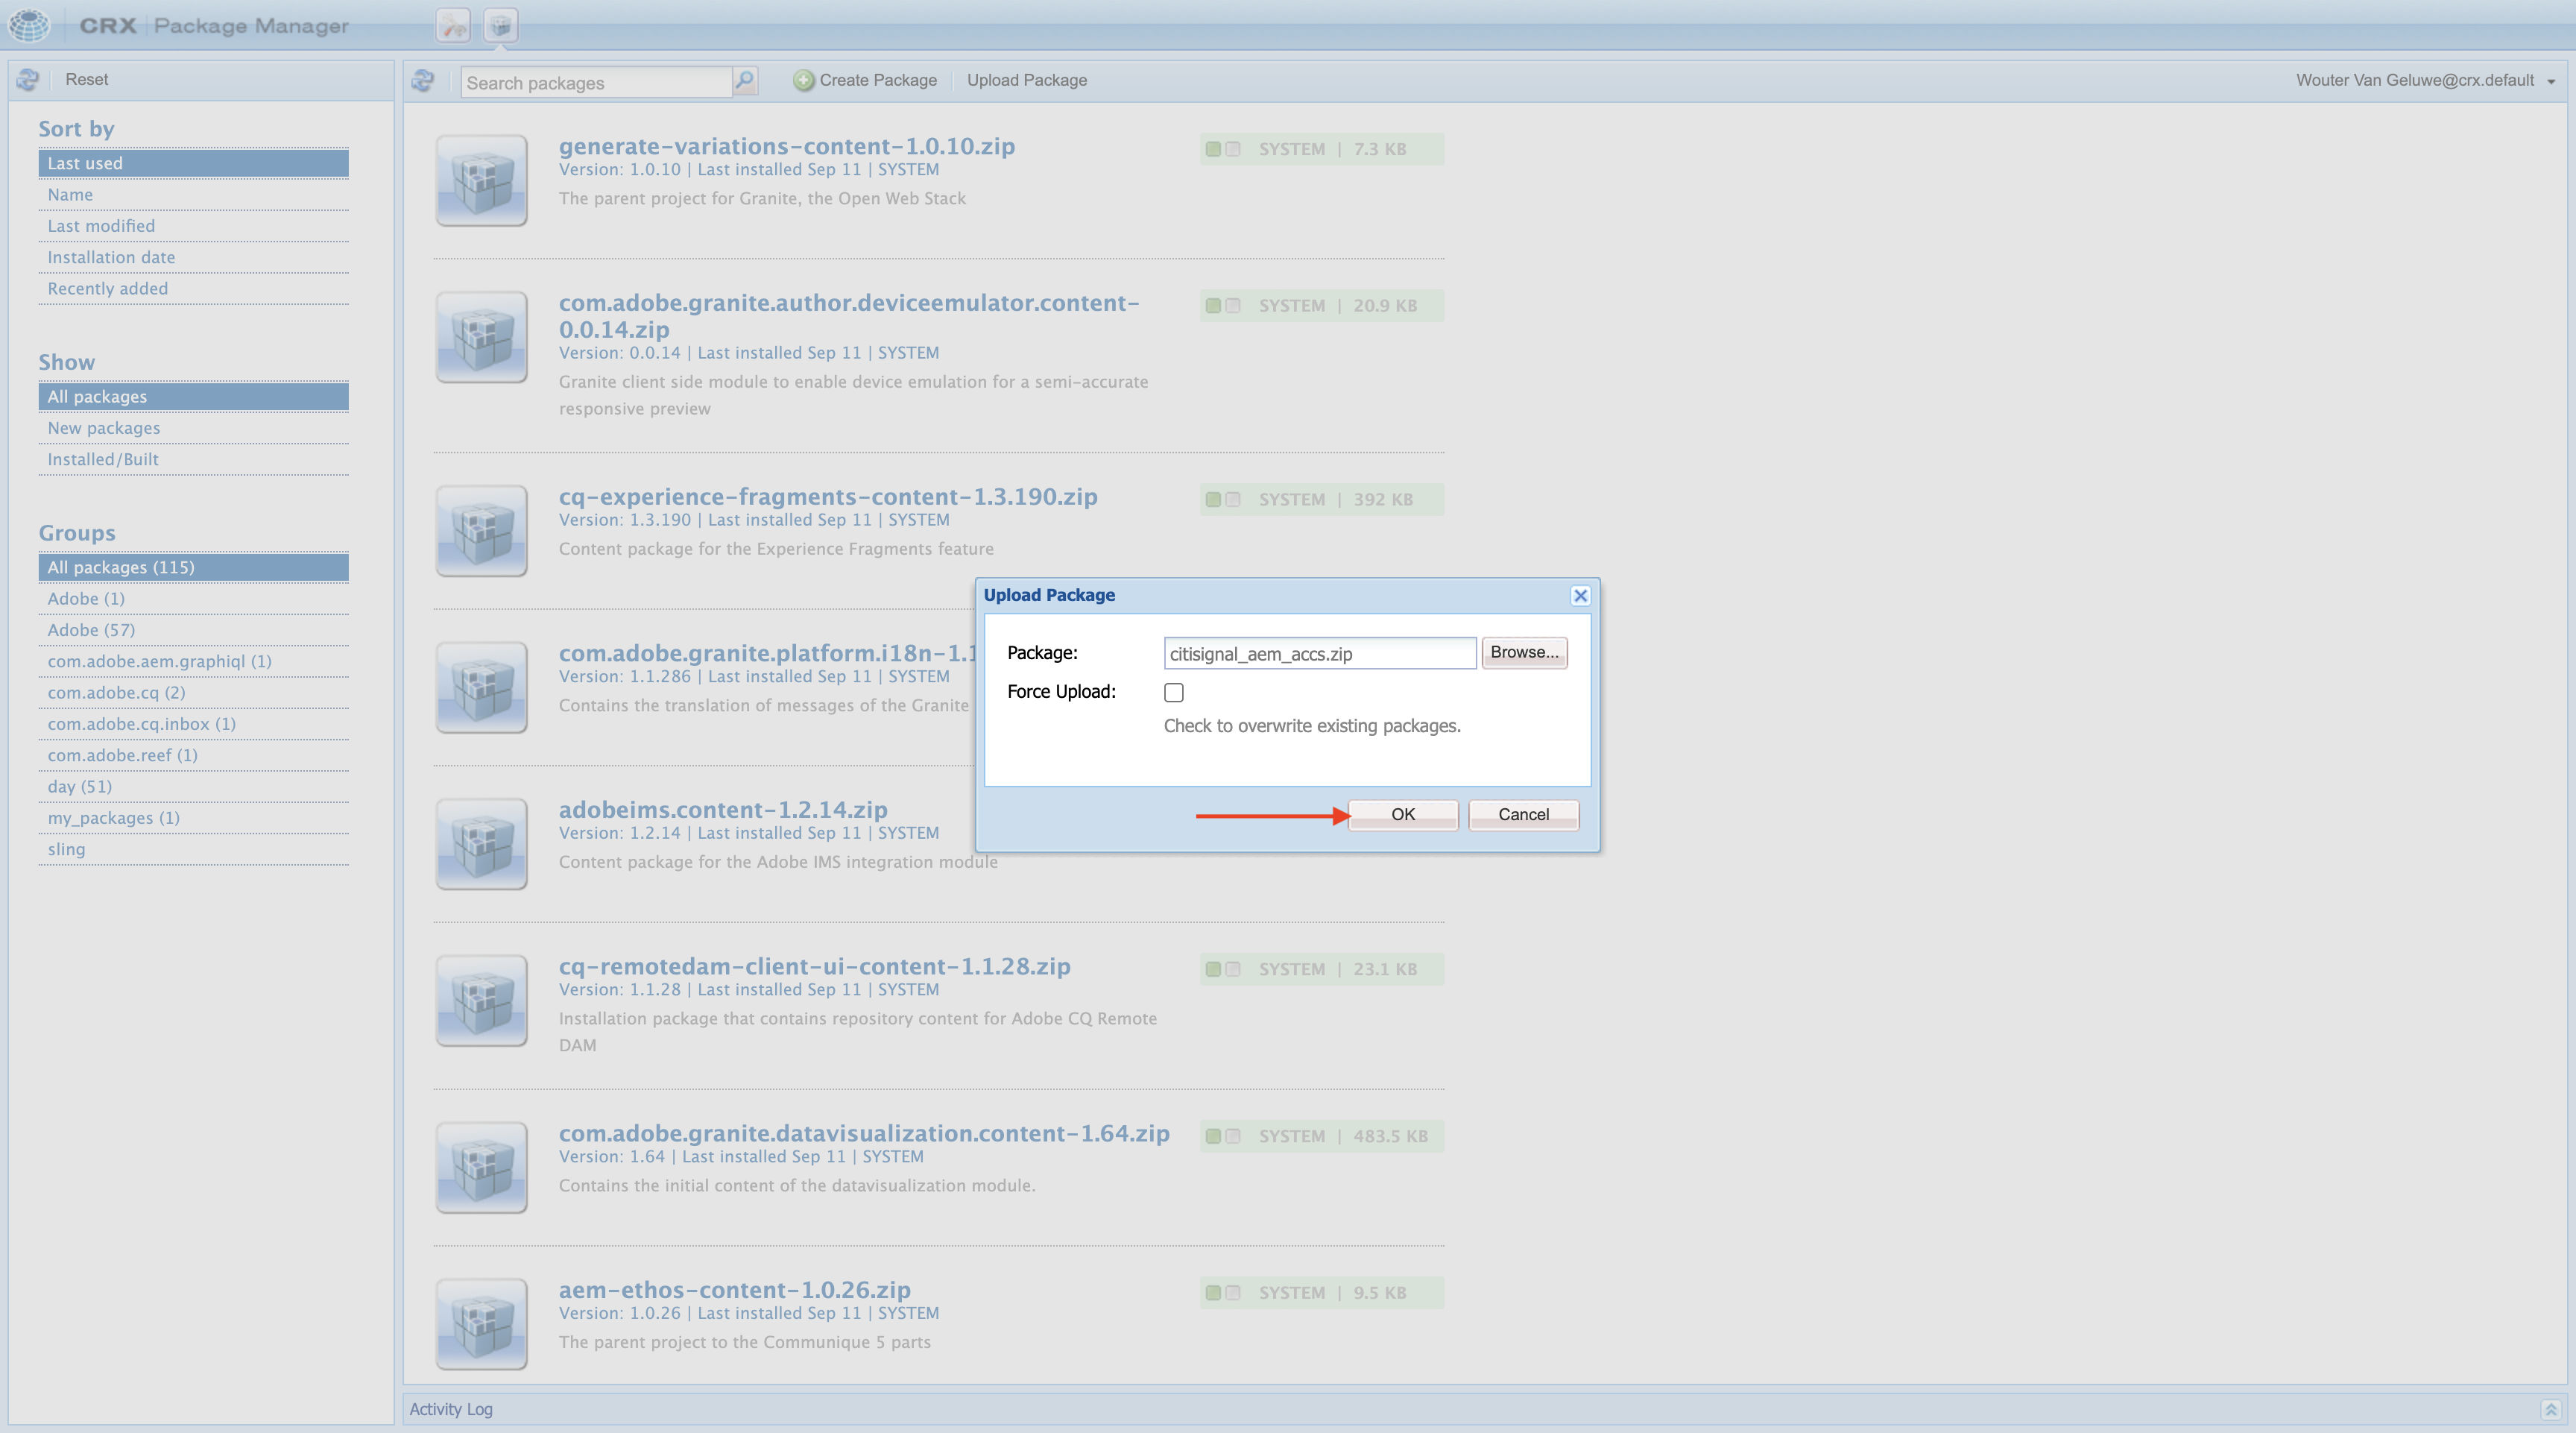 CRX Package Manager
Reset
Sort by
Last used
Name
Last modified
Installation date
Recently added
Show
All packages
New packages
Installed/Built
Groups
All packages (115)
Adobe (1)
Adobe (57)
com.adobe.aem.graphiql (1)
com.adobe.cq (2)
com.adobe.cq.inbox (1)
com.adobe.reef (1)
day (51)
my_packages (1)
sling
Search packages
Create Package
Upload Package
Wouter Van Geluwe@crx.default
generate-variations-content-1.0.10.zip
Version: 1.0.10 | Last installed Sep 11 | SYSTEM
The parent project for Granite, the Open Web Stack
SYSTEM | 7.3 KB
com.adobe.granite.author.deviceemulator.content-
0.0.14.zip
Version: 0.0.14 | Last installed Sep 11 | SYSTEM
Granite client side module to enable device emulation for a semi-accurate
responsive preview
SYSTEM | 20.9 KB
cq-experience-fragments-content-1.3.190.zip
Version: 1.3.190 | Last installed Sep 11 | SYSTEM
Content package for the Experience Fragments feature
SYSTEM | 392 KB
com.adobe.granite.platform.i18n-1.1
Version: 1.1.286 | Last installed Sep 11 | SYSTEM
Contains the translation of messages of the Granite
adobeims.content-1.2.14.zip
Version: 1.2.14 | Last installed Sep 11 | SYSTEM
Content package for the Adobe IMS integration module
cq-remotedam-client-ui-content-1.1.28.zip
Version: 1.1.28 | Last installed Sep 11 | SYSTEM
Installation package that contains repository content for Adobe CQ Remote
DAM
SYSTEM | 23.1 KB
com.adobe.granite.datavisualization.content-1.64.zip
Version: 1.64 | Last installed Sep 11 | SYSTEM
Contains the initial content of the datavisualization module.
SYSTEM | 483.5 KB
aem-ethos-content-1.0.26.zip
Version: 1.0.26 | Last installed Sep 11 | SYSTEM
The parent project to the Communique 5 parts
SYSTEM | 9.5 KB
Upload Package
Package:
citisignal_aem_accs.zip
Browse...
Force Upload:
Check to overwrite existing packages.
OK
Cancel
Activity Log